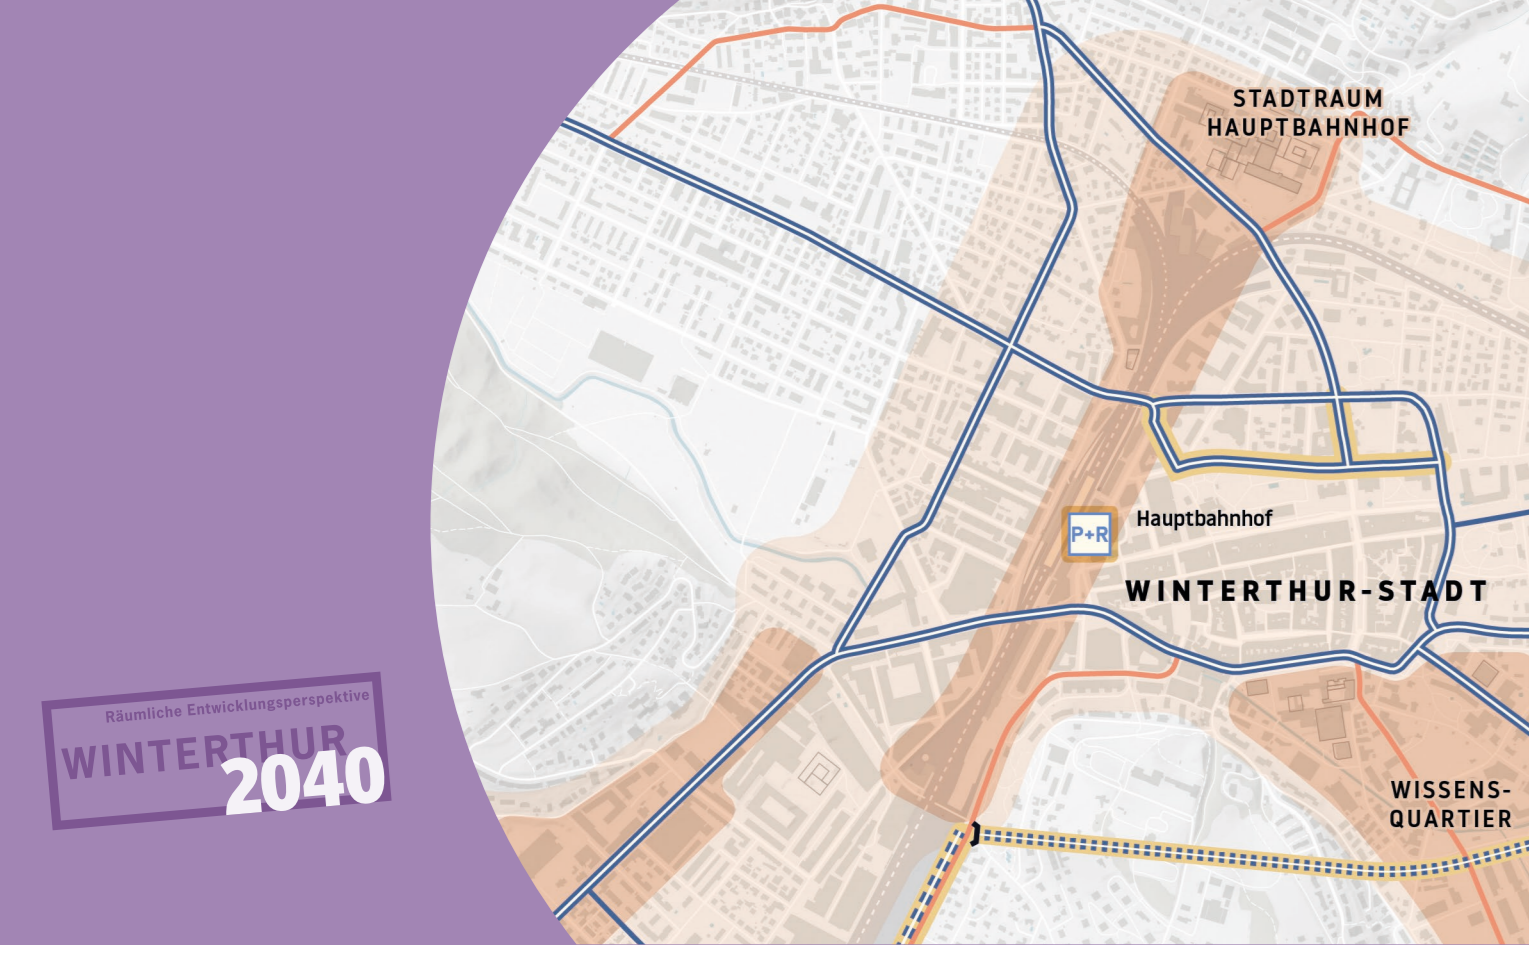 STADTRAUM
HAUPTBAHNHOF
P+R
Hauptbahnhof
WINTERTHUR-STADT
Räumliche Entwicklungsperspektive
WINTERTHUR
2040
WISSENS-
QUARTIER